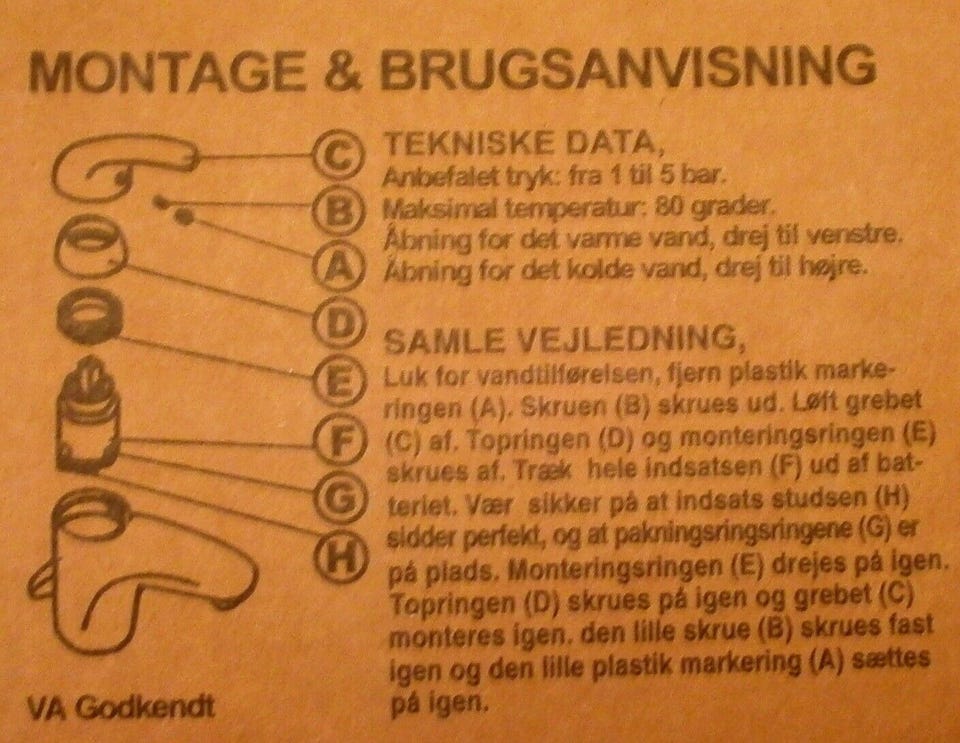 MONTAGE & BRUGSANVISNING
C
B
A
D
E
F
G
H
TEKNISKE DATA,
Anbefalet tryk: fra 1 til 5 bar.
Maksimal temperatur: 80 grader.
Åbning for det varme vand, drej til venstre.
Åbning for det kolde vand, drej til højre.
SAMLE VEJLEDNING,
Luk for vandtilførelsen, fjern plastik marke-
ringen (A). Skruen (B) skrues ud. Løft grebet
(C) af. Topringen (D) og monteringsringen (E)
skrues af. Træk hele indsatsen (F) ud af bat-
teriet. Vær sikker på at indsats studsen (H)
sidder perfekt, og at pakningsringsringene (G) er
på plads. Monteringsringen (E) drejes på igen.
Topringen (D) skrues på igen og grebet (C)
monteres igen. den lille skrue (B) skrues fast
igen og den lille plastik markering (A) sættes
på igen.
VA Godkendt